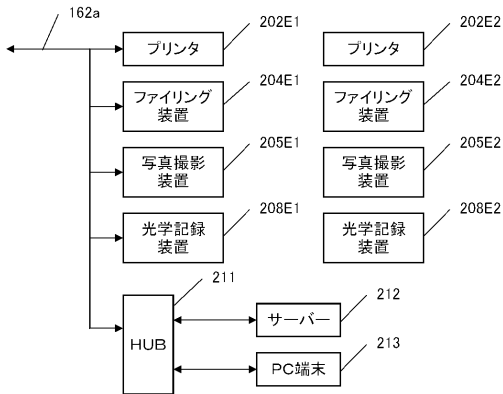 162a
プリンタ
202E1
プリンタ
202E2
ファイリング
装置
204E1
ファイリング
装置
204E2
写真撮影
装置
205E1
写真撮影
装置
205E2
光学記録
装置
208E1
光学記録
装置
208E2
211
HUB
サーバー
212
PC端末
213